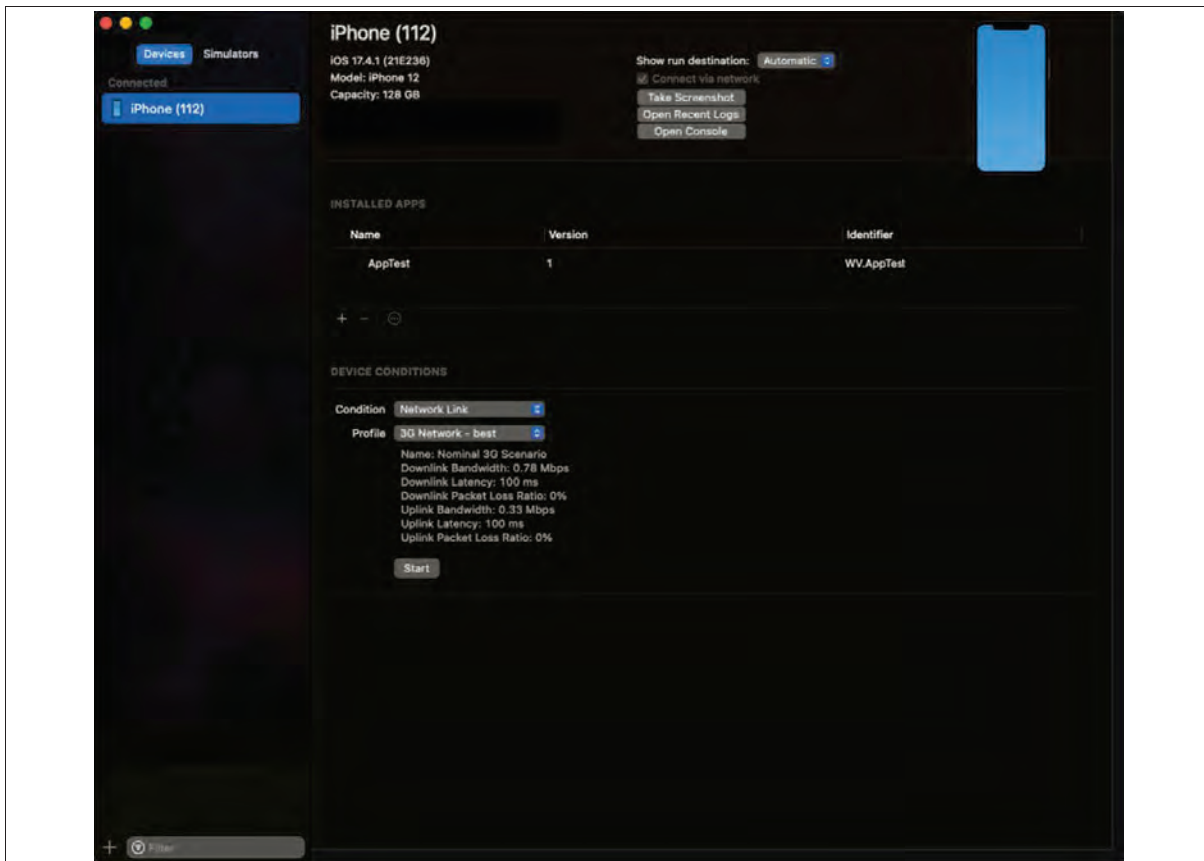 Devices Simulators
Connected
iPhone (112)
iPhone (112)
iOS 17.4.1 (21E236)
Model: iPhone 12
Capacity: 128 GB
Show run destination: Automatic
Connect via network
Take Screenshot
Open Recent Logs
Open Console
INSTALLED APPS
Name Version Identifier
AppTest 1 WV.AppTest
DEVICE CONDITIONS
Condition Network Link
Profile 3G Network - best
Name: Nominal 3G Scenario
Downlink Bandwidth: 0.78 Mbps
Downlink Latency: 100 ms
Downlink Packet Loss Ratio: 0%
Uplink Bandwidth: 0.33 Mbps
Uplink Latency: 100 ms
Uplink Packet Loss Ratio: 0%
Start
Filter